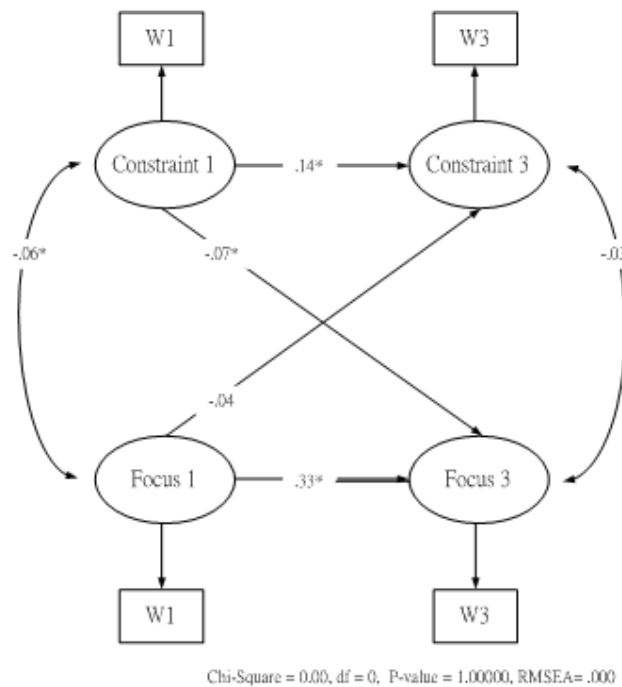 W1 W3
Constraint 1 .14* Constraint 3
-.06* -.07* -.03
-.04
Focus 1 .33* Focus 3
W1 W3
Chi-Square = 0.00, df = 0, P-value = 1.00000, RMSEA= .000